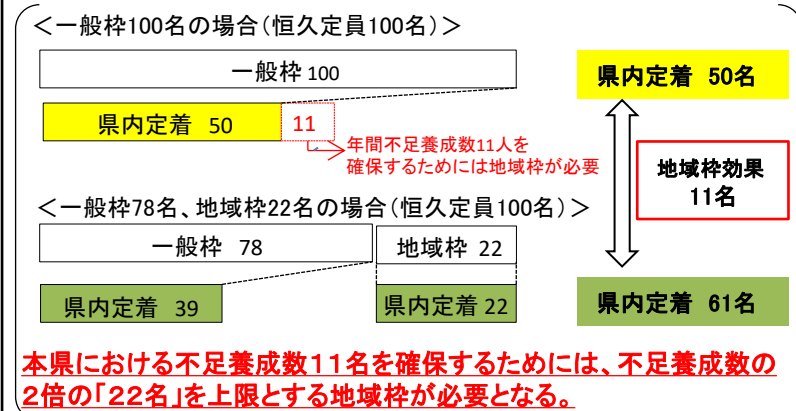 <一般枠100名の場合(恒久定員100名)>
一般枠 100
県内定着 50名
県内定着 50
11
年間不足養成数11人を
確保するためには地域枠が必要
地域枠効果
11名
<一般枠78名、地域枠22名の場合(恒久定員100名)>
一般枠 78
地域枠 22
県内定着 39
県内定着 22
県内定着 61名
本県における不足養成数11名を確保するためには、不足養成数の
2倍の「22名」を上限とする地域枠が必要となる。